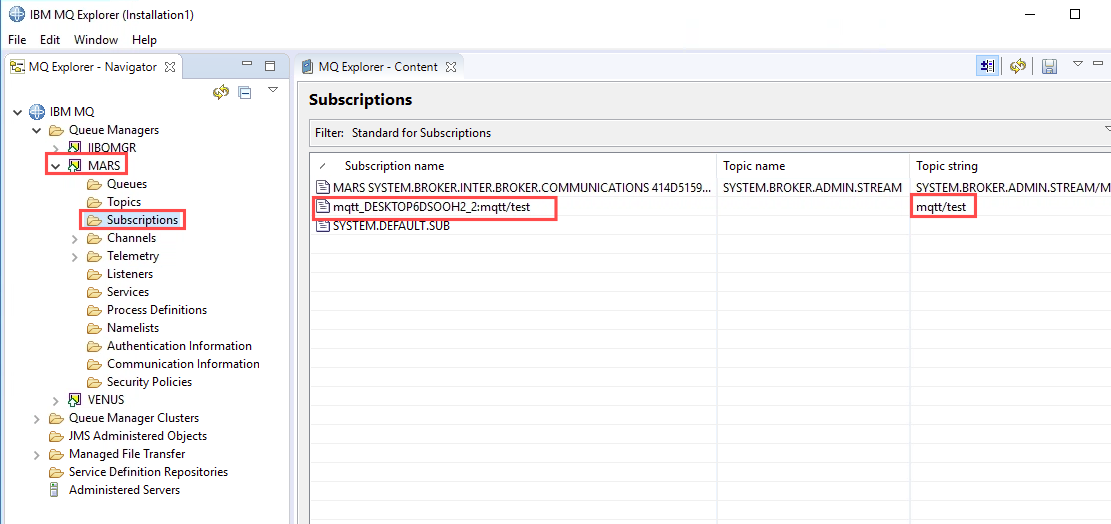 IBM MQ Explorer (Installation1)
File Edit Window Help
MQ Explorer - Navigator
IBM MQ
Queue Managers
IIBQMGR
MARS
Queues
Topics
Subscriptions
Channels
Telemetry
Listeners
Services
Process Definitions
Namelists
Authentication Information
Communication Information
Security Policies
VENUS
Queue Manager Clusters
JMS Administered Objects
Managed File Transfer
Service Definition Repositories
Administered Servers
MQ Explorer - Content
Subscriptions
Filter: Standard for Subscriptions
Subscription name Topic name Topic string
MARS SYSTEM.BROKER.INTER.BROKER.COMMUNICATIONS 414D5159... SYSTEM.BROKER.ADMIN.STREAM SYSTEM.BROKER.ADMIN.STREAM/M
mqtt_DESKTOP6DSOOH2_2:mqtt/test mqtt/test
SYSTEM.DEFAULT.SUB